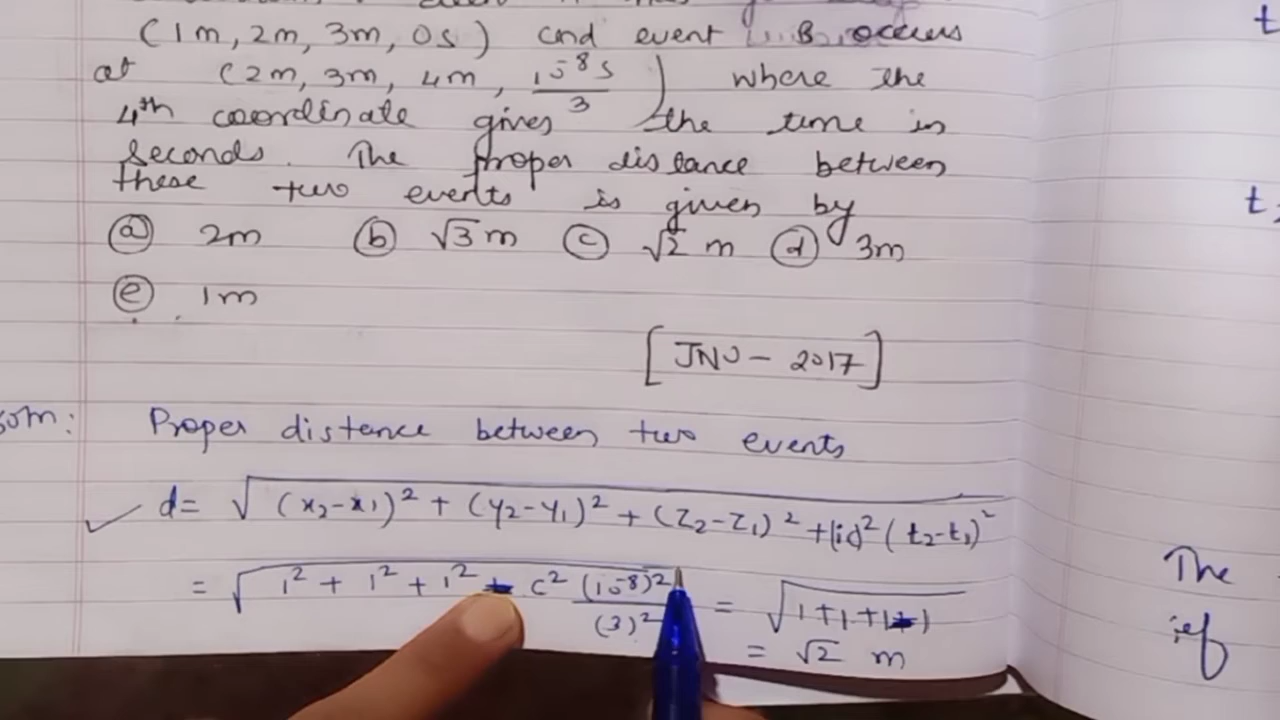 (1m, 2m, 3m, 0s) and event B occurs
at (2m, 3m, 4m, 10⁻⁸s/3) where the
4th coordinate gives the time in
seconds. The proper distance between
these two events is given by
(a) 2m (b) √3 m (c) √2 m (d) 3m
(e) 1m
[JNU - 2017]
Proper distance between two events
d = √((x₂-x₁)² + (y₂-y₁)² + (z₂-z₁)² + (ic)² (t₂-t₁)²)
= √(1² + 1² + 1² - c² (10⁻⁸)²/(3)²) = √(1+1+1-1)
= √2 m
t
t
The